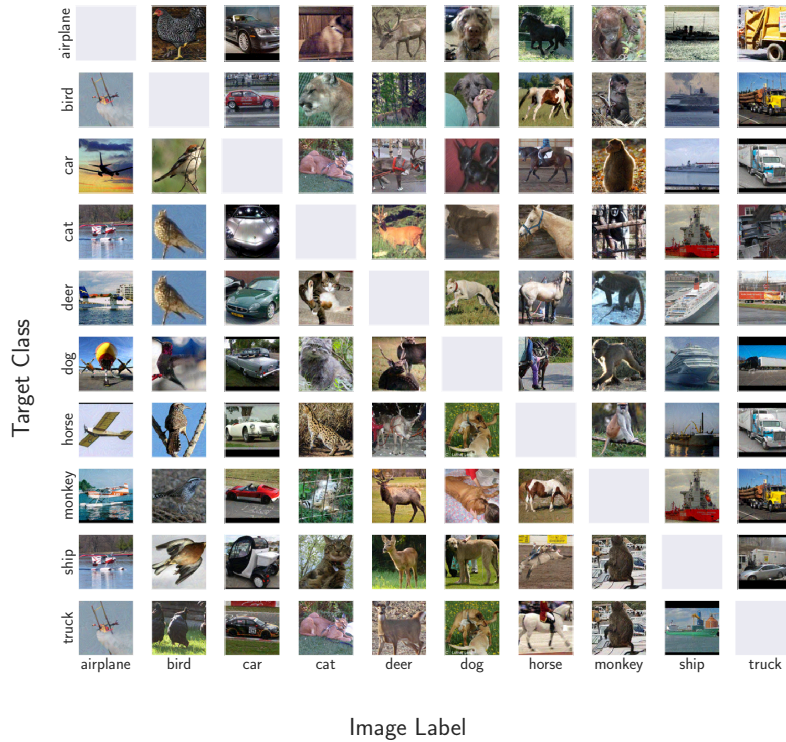 airplane
bird
car
cat
deer
dog
horse
monkey
ship
truck
Target Class
airplane bird car cat deer dog horse monkey ship truck
Image Label